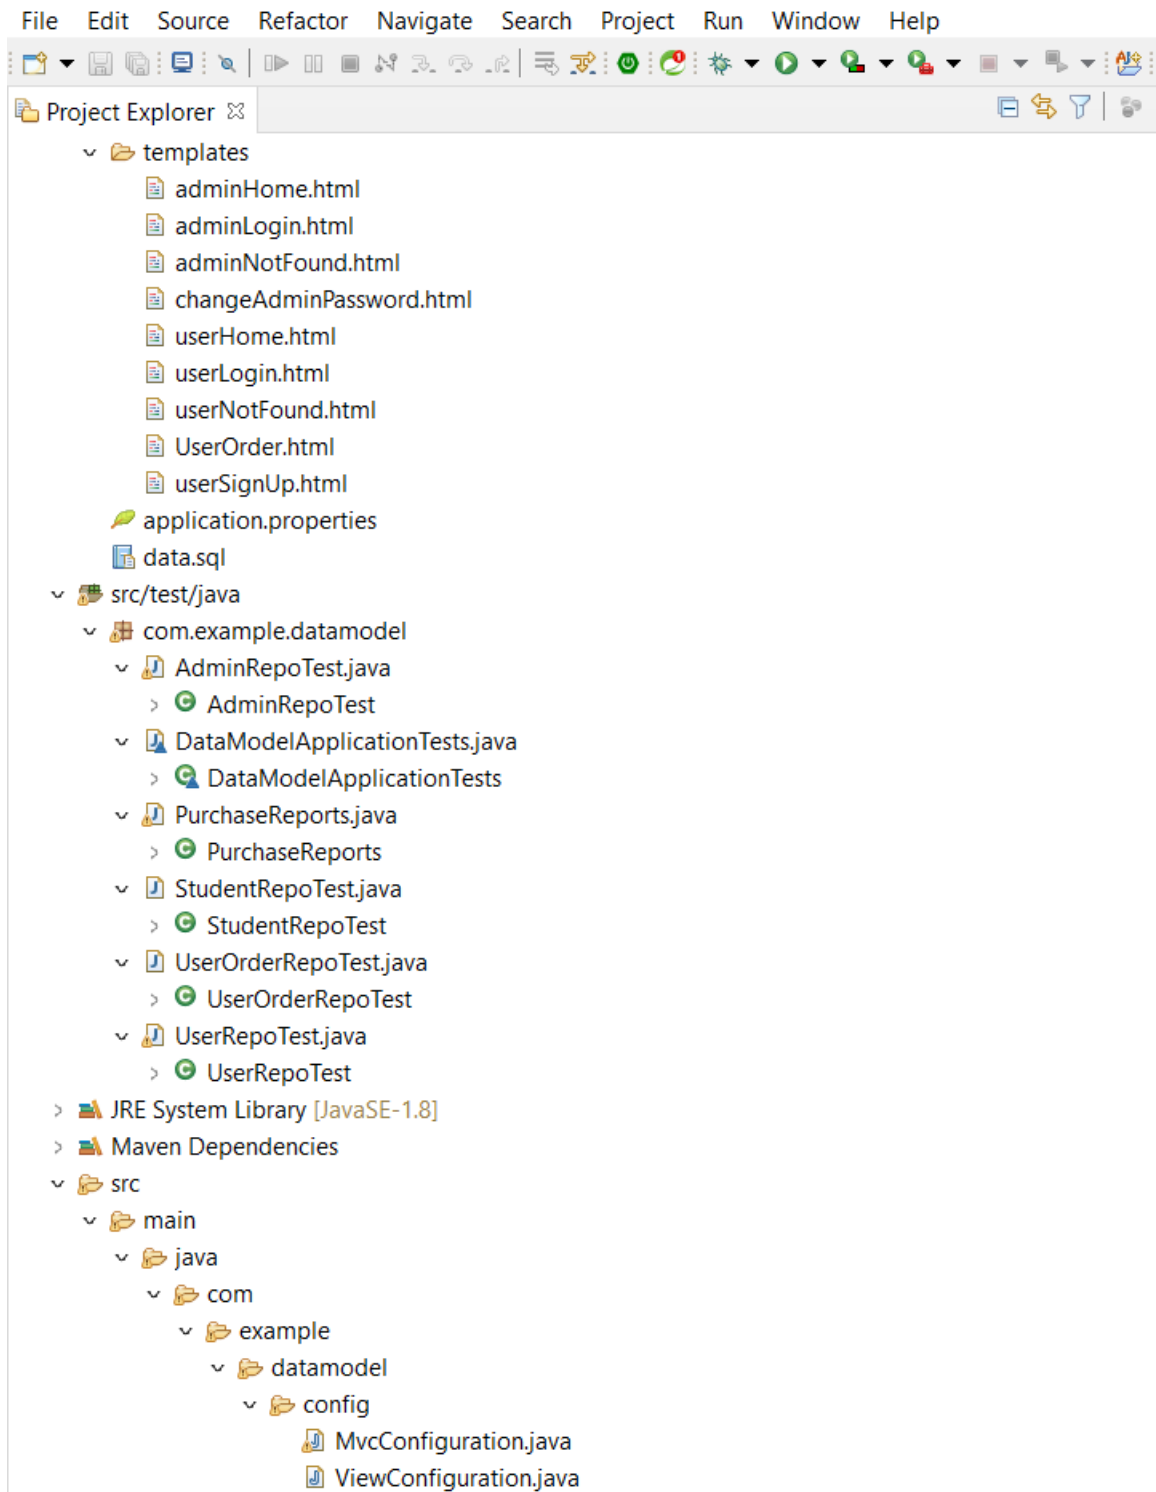 File Edit Source Refactor Navigate Search Project Run Window Help
Project Explorer
templates
adminHome.html
adminLogin.html
adminNotFound.html
changeAdminPassword.html
userHome.html
userLogin.html
userNotFound.html
UserOrder.html
userSignUp.html
application.properties
data.sql
src/test/java
com.example.datamodel
AdminRepoTest.java
AdminRepoTest
DataModelApplicationTests.java
DataModelApplicationTests
PurchaseReports.java
PurchaseReports
StudentRepoTest.java
StudentRepoTest
UserOrderRepoTest.java
UserOrderRepoTest
UserRepoTest.java
UserRepoTest
JRE System Library [JavaSE-1.8]
Maven Dependencies
src
main
java
com
example
datamodel
config
MvcConfiguration.java
ViewConfiguration.java